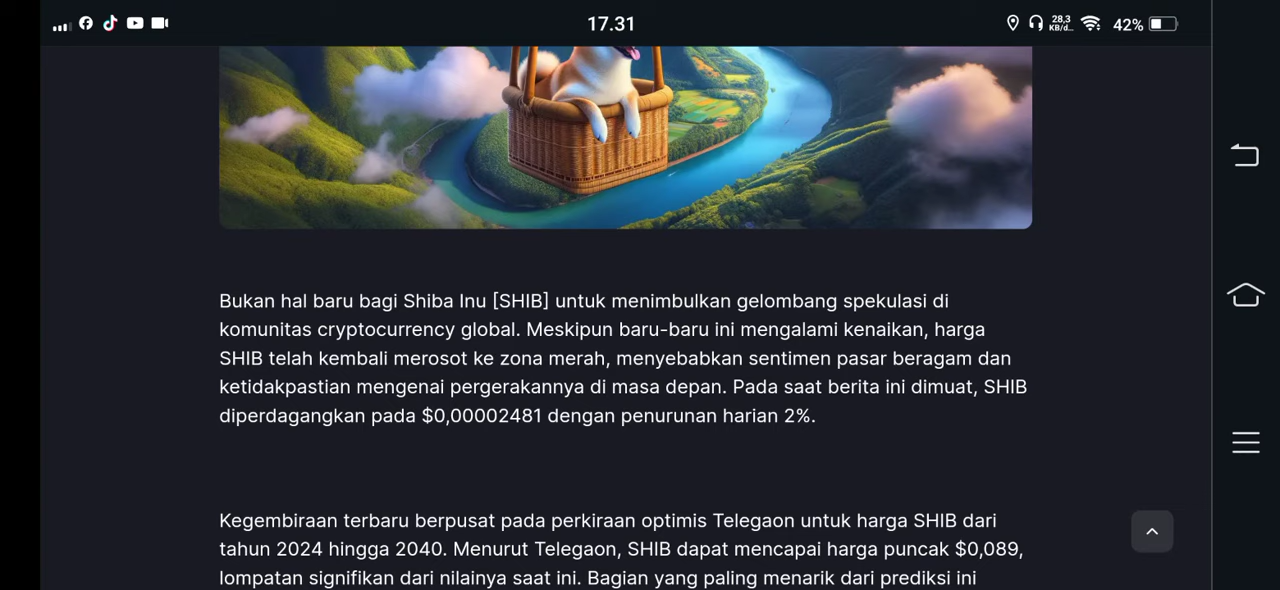 17.31
28,3
KB/d...
42%
Bukan hal baru bagi Shiba Inu [SHIB] untuk menimbulkan gelombang spekulasi di
komunitas cryptocurrency global. Meskipun baru-baru ini mengalami kenaikan, harga
SHIB telah kembali merosot ke zona merah, menyebabkan sentimen pasar beragam dan
ketidakpastian mengenai pergerakannya di masa depan. Pada saat berita ini dimuat, SHIB
diperdagangkan pada $0,00002481 dengan penurunan harian 2%.
Kegembiraan terbaru berpusat pada perkiraan optimis Telegaon untuk harga SHIB dari
tahun 2024 hingga 2040. Menurut Telegaon, SHIB dapat mencapai harga puncak $0,089,
lompatan signifikan dari nilainya saat ini. Bagian yang paling menarik dari prediksi ini